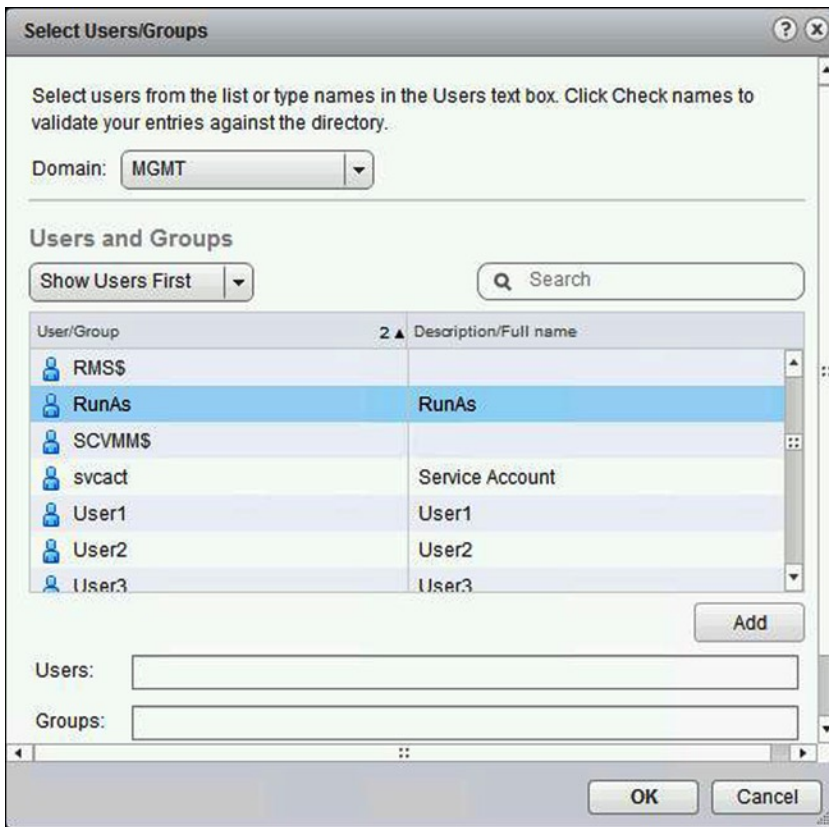 Select Users/Groups
? x
Select users from the list or type names in the Users text box. Click Check names to
validate your entries against the directory.
Domain: MGMT
Users and Groups
Show Users First Search
User/Group 2 Description/Full name
RMS$
RunAs RunAs
SCVMM$
svcact Service Account
User1 User1
User2 User2
User3 User3
Add
Users:
Groups:
OK Cancel